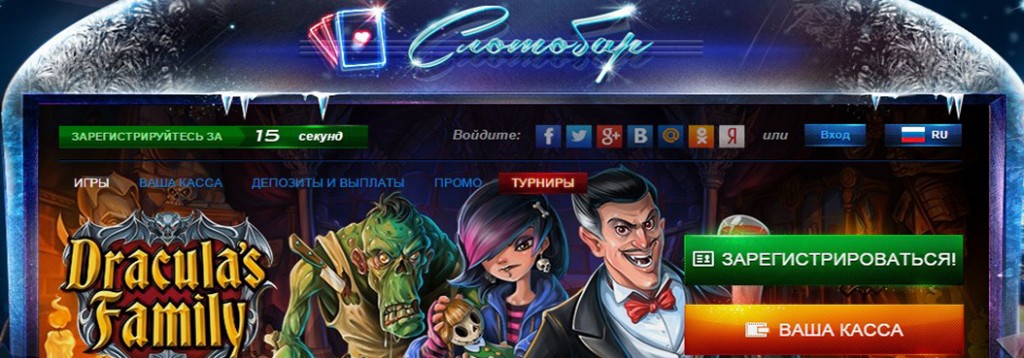 Слотобар
ЗАРЕГИСТРИРУЙТЕСЬ ЗА 15 секунд
Войдите: f g+ B @ Я или Вход RU
ИГРЫ ВАША КАССА ДЕПОЗИТЫ И ВЫПЛАТЫ ПРОМО ТУРНИРЫ
Dracula's
Family
ЗАРЕГИСТРИРОВАТЬСЯ!
ВАША КАССА